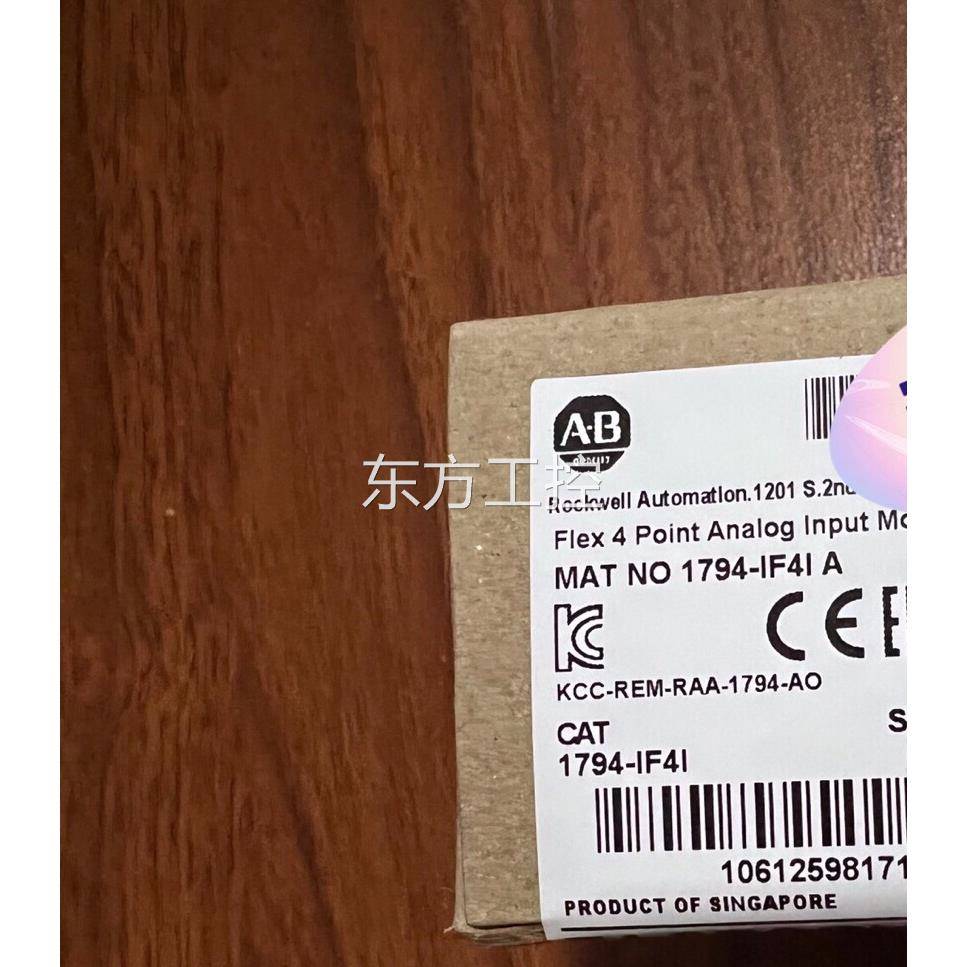 A·B
东方工控
Rockwell Automation.1201 S.2nd
Flex 4 Point Analog Input Mo
MAT NO 1794-IF4I A
KC
CE
KCC-REM-RAA-1794-AO
CAT
S
1794-IF4I
10612598171
PRODUCT OF SINGAPORE